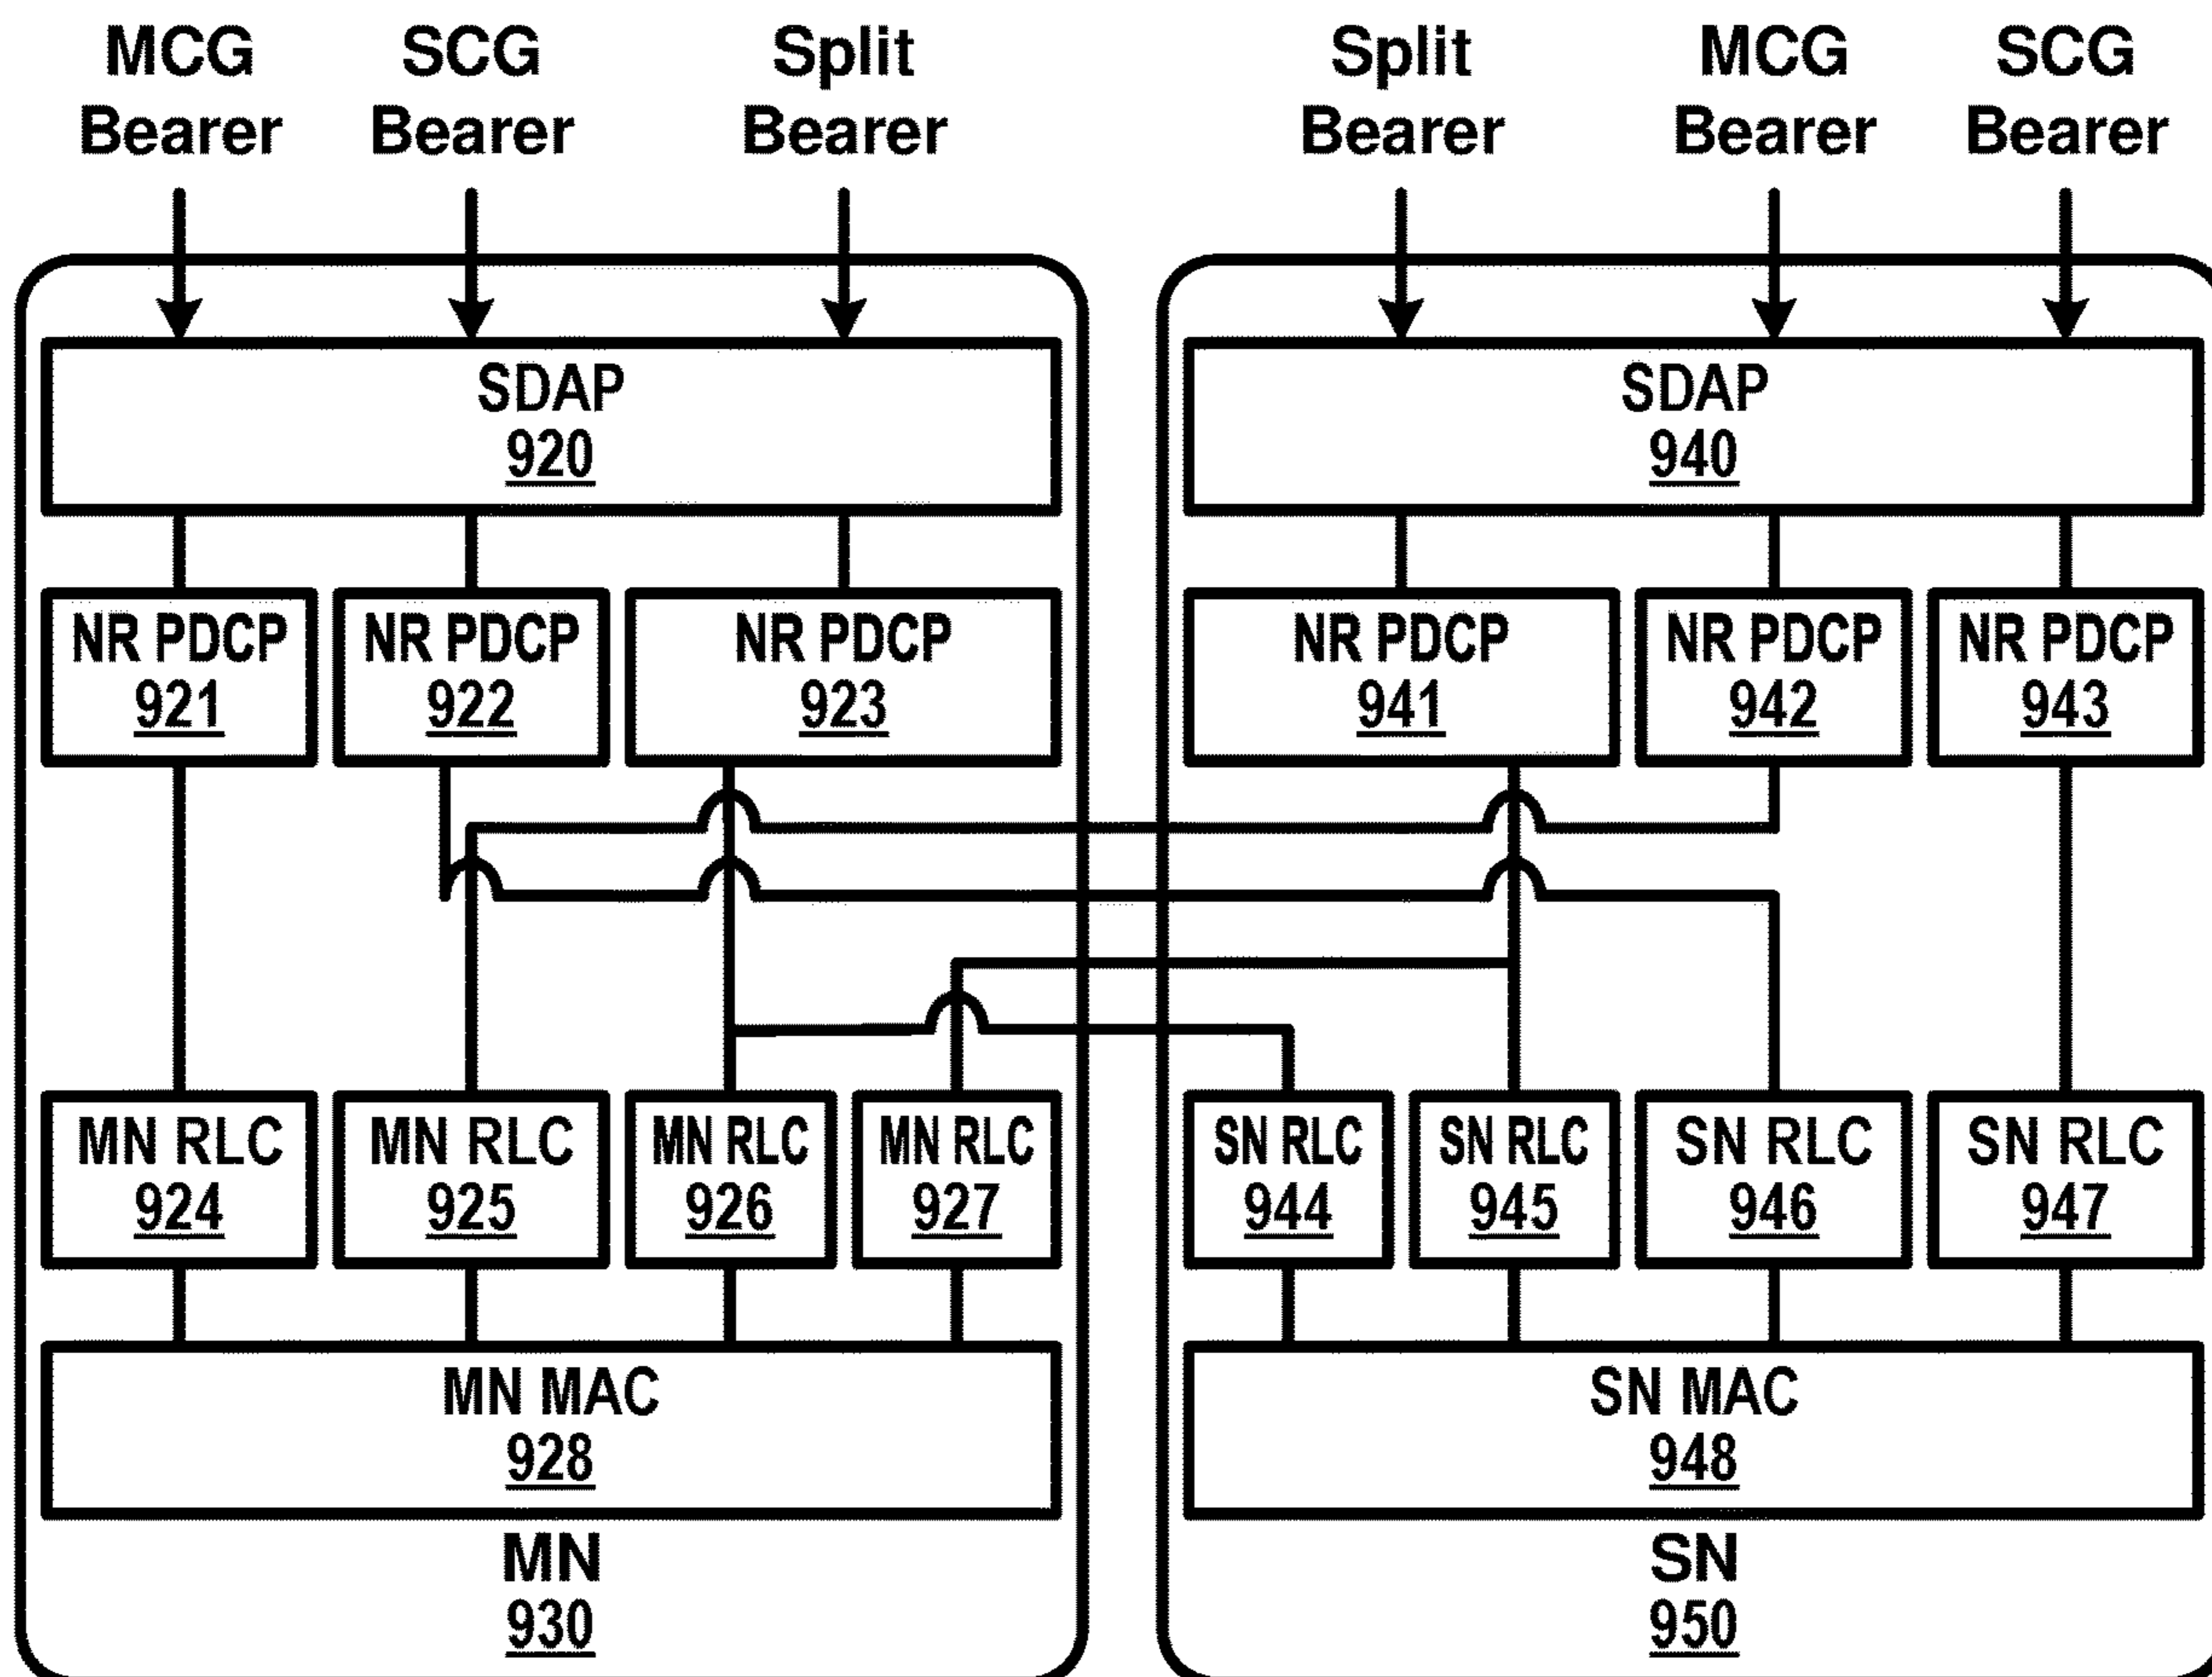 MCG
Bearer
SCG
Bearer
Split
Bearer
Split
Bearer
MCG
Bearer
SCG
Bearer
SDAP
920
SDAP
940
NR PDCP
921
NR PDCP
922
NR PDCP
923
NR PDCP
941
NR PDCP
942
NR PDCP
943
MN RLC
924
MN RLC
925
MN RLC
926
MN RLC
927
SN RLC
944
SN RLC
945
SN RLC
946
SN RLC
947
MN MAC
928
SN MAC
948
MN
930
SN
950